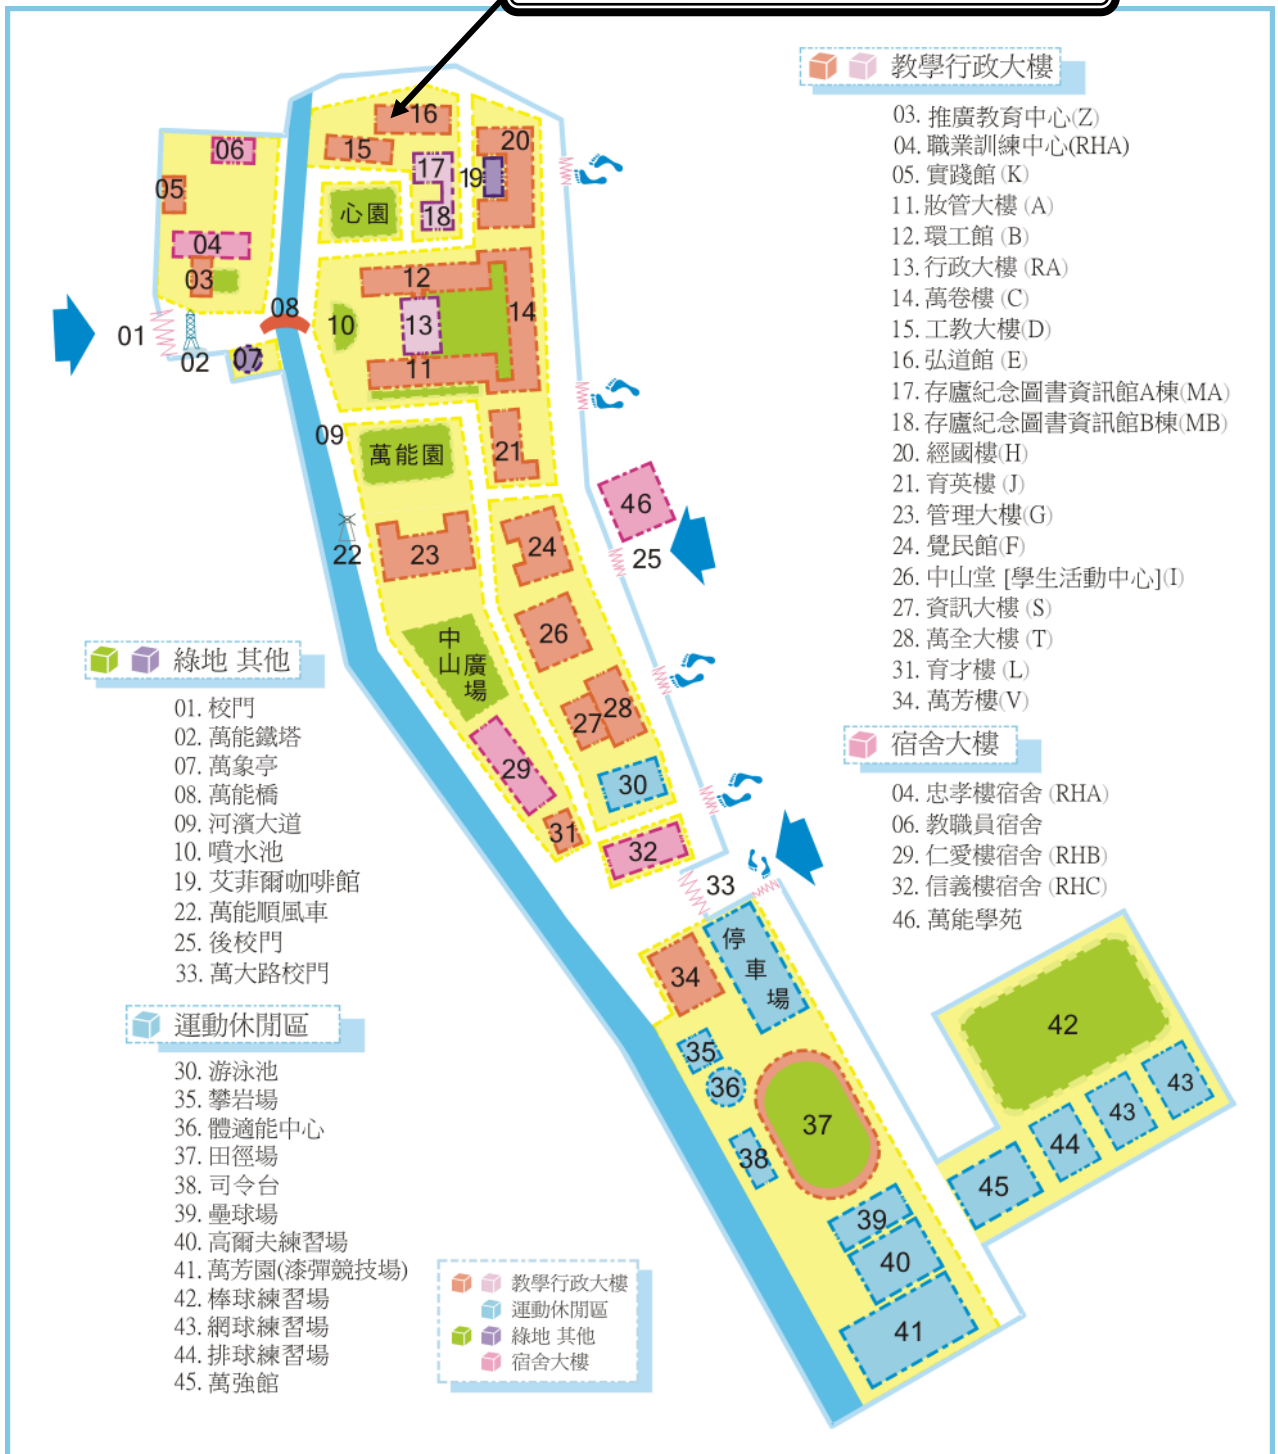 教學行政大樓
03. 推廣教育中心(Z)
04. 職業訓練中心(RHA)
05. 實踐館 (K)
11. 妝管大樓 (A)
12. 環工館 (B)
13. 行政大樓 (RA)
14. 萬卷樓 (C)
15. 工教大樓(D)
16. 弘道館 (E)
17. 存廬紀念圖書資訊館A棟(MA)
18. 存廬紀念圖書資訊館B棟(MB)
20. 經國樓(H)
21. 育英樓 (J)
23. 管理大樓(G)
24. 覺民館(F)
26. 中山堂 [學生活動中心](I)
27. 資訊大樓 (S)
28. 萬全大樓 (T)
31. 育才樓 (L)
34. 萬芳樓(V)
宿舍大樓
04. 忠孝樓宿舍 (RHA)
06. 教職員宿舍
29. 仁愛樓宿舍 (RHB)
32. 信義樓宿舍 (RHC)
46. 萬能學苑
綠地 其他
01. 校門
02. 萬能鐵塔
07. 萬象亭
08. 萬能橋
09. 河濱大道
10. 噴水池
19. 艾菲爾咖啡館
22. 萬能順風車
25. 後校門
33. 萬大路校門
運動休閒區
30. 游泳池
35. 攀岩場
36. 體適能中心
37. 田徑場
38. 司令台
39. 壘球場
40. 高爾夫練習場
41. 萬芳園(漆彈競技場)
42. 棒球練習場
43. 網球練習場
44. 排球練習場
45. 萬強館
教學行政大樓
運動休閒區
綠地 其他
宿舍大樓
16
15
20
06
17
19
05
18
心園
04
03
12
08
10
13
14
01
02
07
11
09
萬能園
21
46
22
23
24
25
26
中山
廣場
28
27
29
30
31
32
33
停
車
場
34
35
36
37
38
39
40
41
42
43
43
44
45